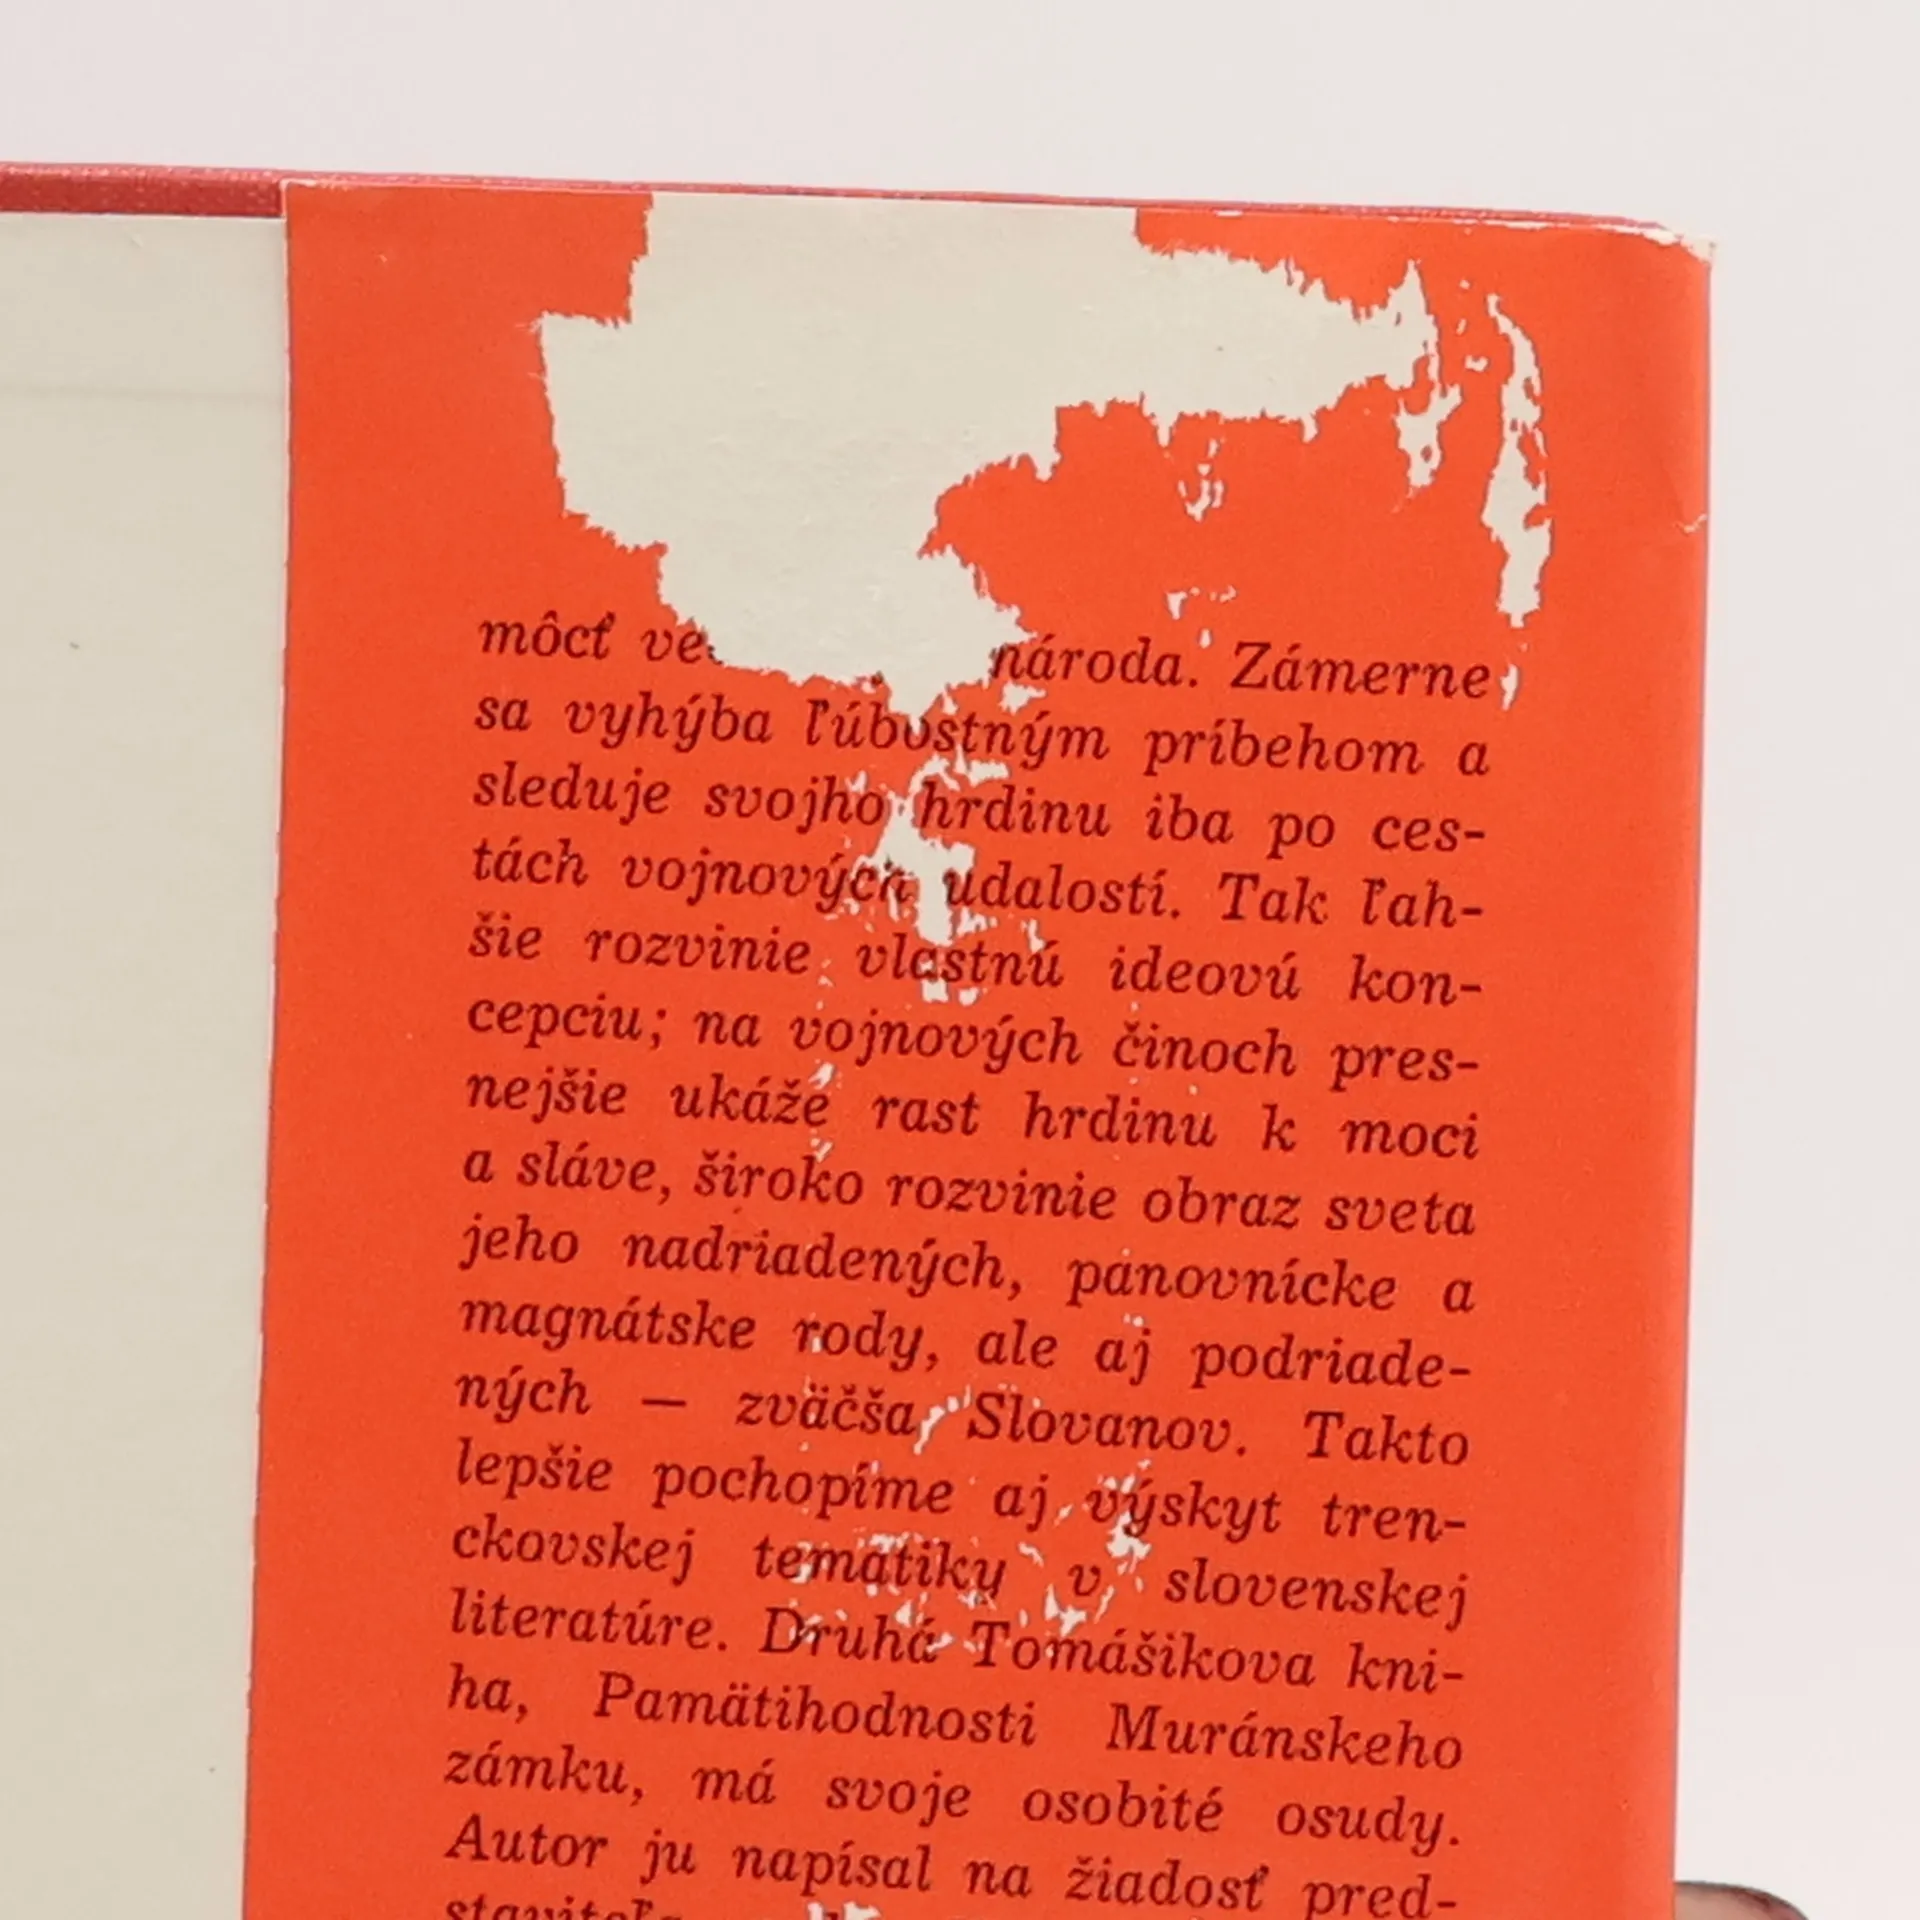 môcť národa. Zámerne
sa vyhýba ľúbostným príbehom a
sleduje svojho hrdinu iba po ces-
tách vojnových udalostí. Tak ľah-
šie rozvinie vlastnú ideovú kon-
cepciu; na vojnových činoch pres-
nejšie ukáže rast hrdinu k moci
a sláve, široko rozvinie obraz sveta
jeho nadriadených, panovnícke a
magnátske rody, ale aj podriade-
ných — zväčša Slovanov. Takto
lepšie pochopíme aj výskyt tren-
ckovskej tematiky v slovenskej
literatúre. Druhá Tomášikova kni-
ha, Pamätihodnosti Muránskeho
zámku, má svoje osobité osudy.
Autor ju napísal na žiadosť pred-